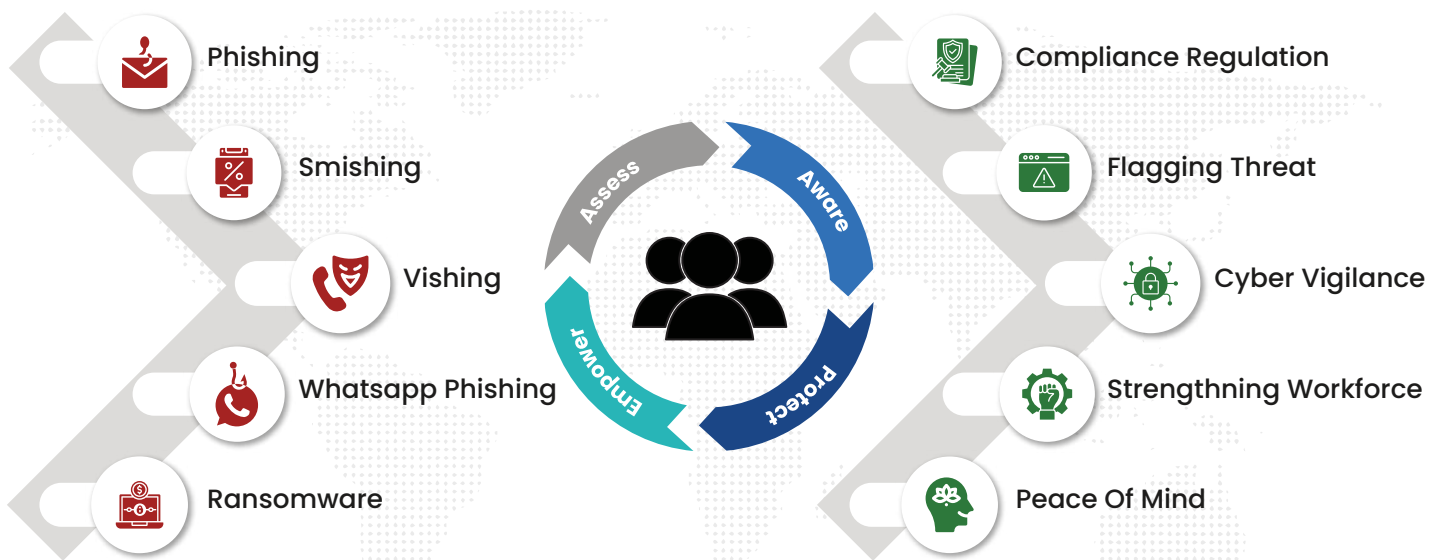 Phishing
Smishing
Vishing
Whatsapp Phishing
Ransomware
Assess
Aware
Protect
Empower
Compliance Regulation
Flagging Threat
Cyber Vigilance
Strengthning Workforce
Peace Of Mind